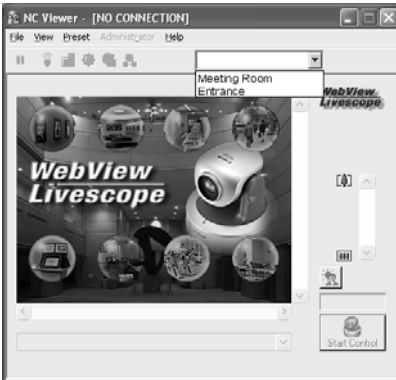 NC Viewer - [NO CONNECTION]
File View Preset Administrator Help
Meeting Room
Entrance
WebView
Livescope
WebView
Livescope
Start Control